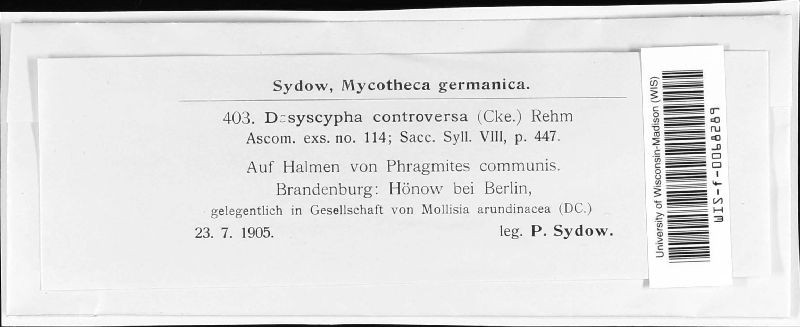 Sydow, Mycotheca germanica.
403. Dasyscypha controversa (Cke.) Rehm
Ascom. exs. no. 114; Sacc. Syll. VIII, p. 447.
Auf Halmen von Phragmites communis.
Brandenburg: Hönow bei Berlin,
gelegentlich in Gesellschaft von Mollisia arundinacea (DC.)
23. 7. 1905. leg. P. Sydow.
University of Wisconsin-Madison (WIS)
WIS-f-0068289